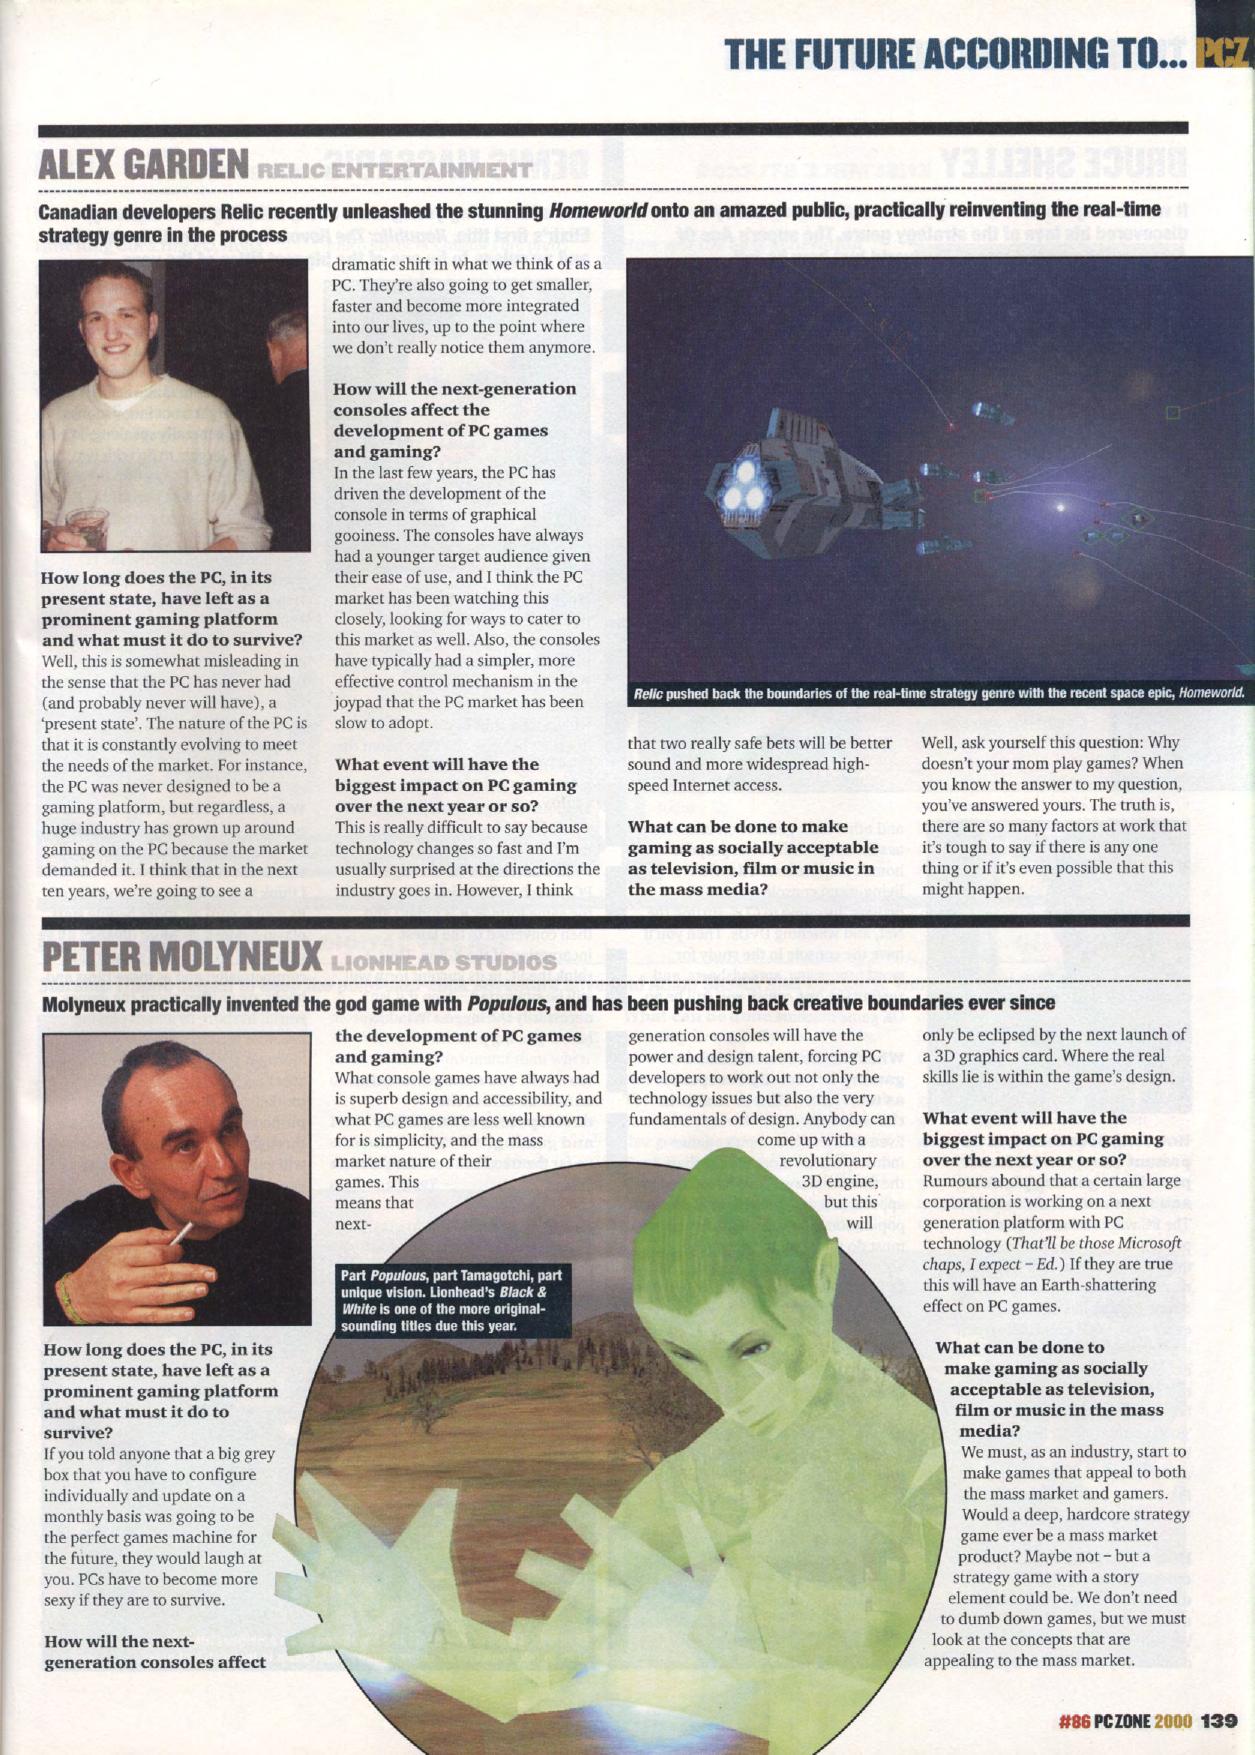 THE FUTURE ACCORDING TO... PCZ
ALEX GARDEN RELIC ENTERTAINMENT
Canadian developers Relic recently unleashed the stunning Homeworld onto an amazed public, practically reinventing the real-time
strategy genre in the process
How long does the PC, in its
present state, have left as a
prominent gaming platform
and what must it do to survive?
Well, this is somewhat misleading in
the sense that the PC has never had
(and probably never will have), a
'present state'. The nature of the PC is
that it is constantly evolving to meet
the needs of the market. For instance,
the PC was never designed to be a
gaming platform, but regardless, a
huge industry has grown up around
gaming on the PC because the market
demanded it. I think that in the next
ten years, we're going to see a
dramatic shift in what we think of as a
PC. They're also going to get smaller,
faster and become more integrated
into our lives, up to the point where
we don't really notice them anymore.
How will the next-generation
consoles affect the
development of PC games
and gaming?
In the last few years, the PC has
driven the development of the
console in terms of graphical
gooiness. The consoles have always
had a younger target audience given
their ease of use, and I think the PC
market has been watching this
closely, looking for ways to cater to
this market as well. Also, the consoles
have typically had a simpler, more
effective control mechanism in the
joypad that the PC market has been
slow to adopt.
What event will have the
biggest impact on PC gaming
over the next year or so?
This is really difficult to say because
technology changes so fast and I'm
usually surprised at the directions the
industry goes in. However, I think
Relic pushed back the boundaries of the real-time strategy genre with the recent space epic, Homeworld.
that two really safe bets will be better
sound and more widespread high-
speed Internet access.
What can be done to make
gaming as socially acceptable
as television, film or music in
the mass media?
Well, ask yourself this question: Why
doesn't your mom play games? When
you know the answer to my question,
you've answered yours. The truth is,
there are so many factors at work that
it's tough to say if there is any one
thing or if it's even possible that this
might happen.
PETER MOLYNEUX LIONHEAD STUDIOS
Molyneux practically invented the god game with Populous, and has been pushing back creative boundaries ever since
How long does the PC, in its
present state, have left as a
prominent gaming platform
and what must it do to
survive?
If you told anyone that a big grey
box that you have to configure
individually and update on a
monthly basis was going to be
the perfect games machine for
the future, they would laugh at
you. PCs have to become more
sexy if they are to survive.
How will the next-
generation consoles affect
the development of PC games
and gaming?
What console games have always had
is superb design and accessibility, and
what PC games are less well known
for is simplicity, and the mass
market nature of their
games. This
means that
next-
Part Populous, part Tamagotchi, part
unique vision. Lionhead's Black &
White is one of the more original-
sounding titles due this year.
generation consoles will have the
power and design talent, forcing PC
developers to work out not only the
technology issues but also the very
fundamentals of design. Anybody can
come up with a
revolutionary
3D engine,
but this
will
only be eclipsed by the next launch of
a 3D graphics card. Where the real
skills lie is within the game's design.
What event will have the
biggest impact on PC gaming
over the next year or so?
Rumours abound that a certain large
corporation is working on a next
generation platform with PC
technology (That'll be those Microsoft
chaps, I expect – Ed.) If they are true
this will have an Earth-shattering
effect on PC games.
What can be done to
make gaming as socially
acceptable as television,
film or music in the mass
media?
We must, as an industry, start to
make games that appeal to both
the mass market and gamers.
Would a deep, hardcore strategy
game ever be a mass market
product? Maybe not – but a
strategy game with a story
element could be. We don't need
to dumb down games, but we must
look at the concepts that are
appealing to the mass market.
#86 PC ZONE 2000 139